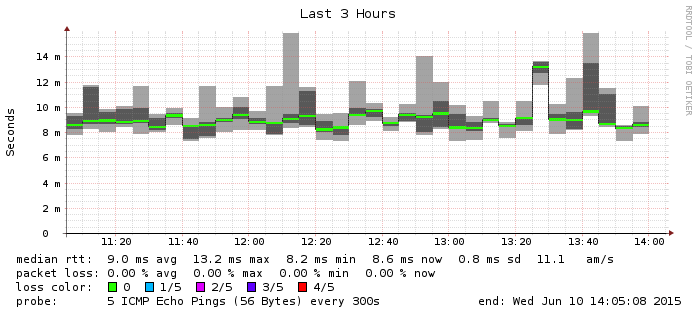 Last 3 Hours
RRDTOOL / TOBI OETIKER
Seconds
14 m
12 m
10 m
8 m
6 m
4 m
2 m
0
11:20 11:40 12:00 12:20 12:40 13:00 13:20 13:40 14:00
median rtt: 9.0 ms avg 13.2 ms max 8.2 ms min 8.6 ms now 0.8 ms sd 11.1 am/s
packet loss: 0.00 % avg 0.00 % max 0.00 % min 0.00 % now
loss color: 0 1/5 2/5 3/5 4/5
probe: 5 ICMP Echo Pings (56 Bytes) every 300s end: Wed Jun 10 14:05:08 2015